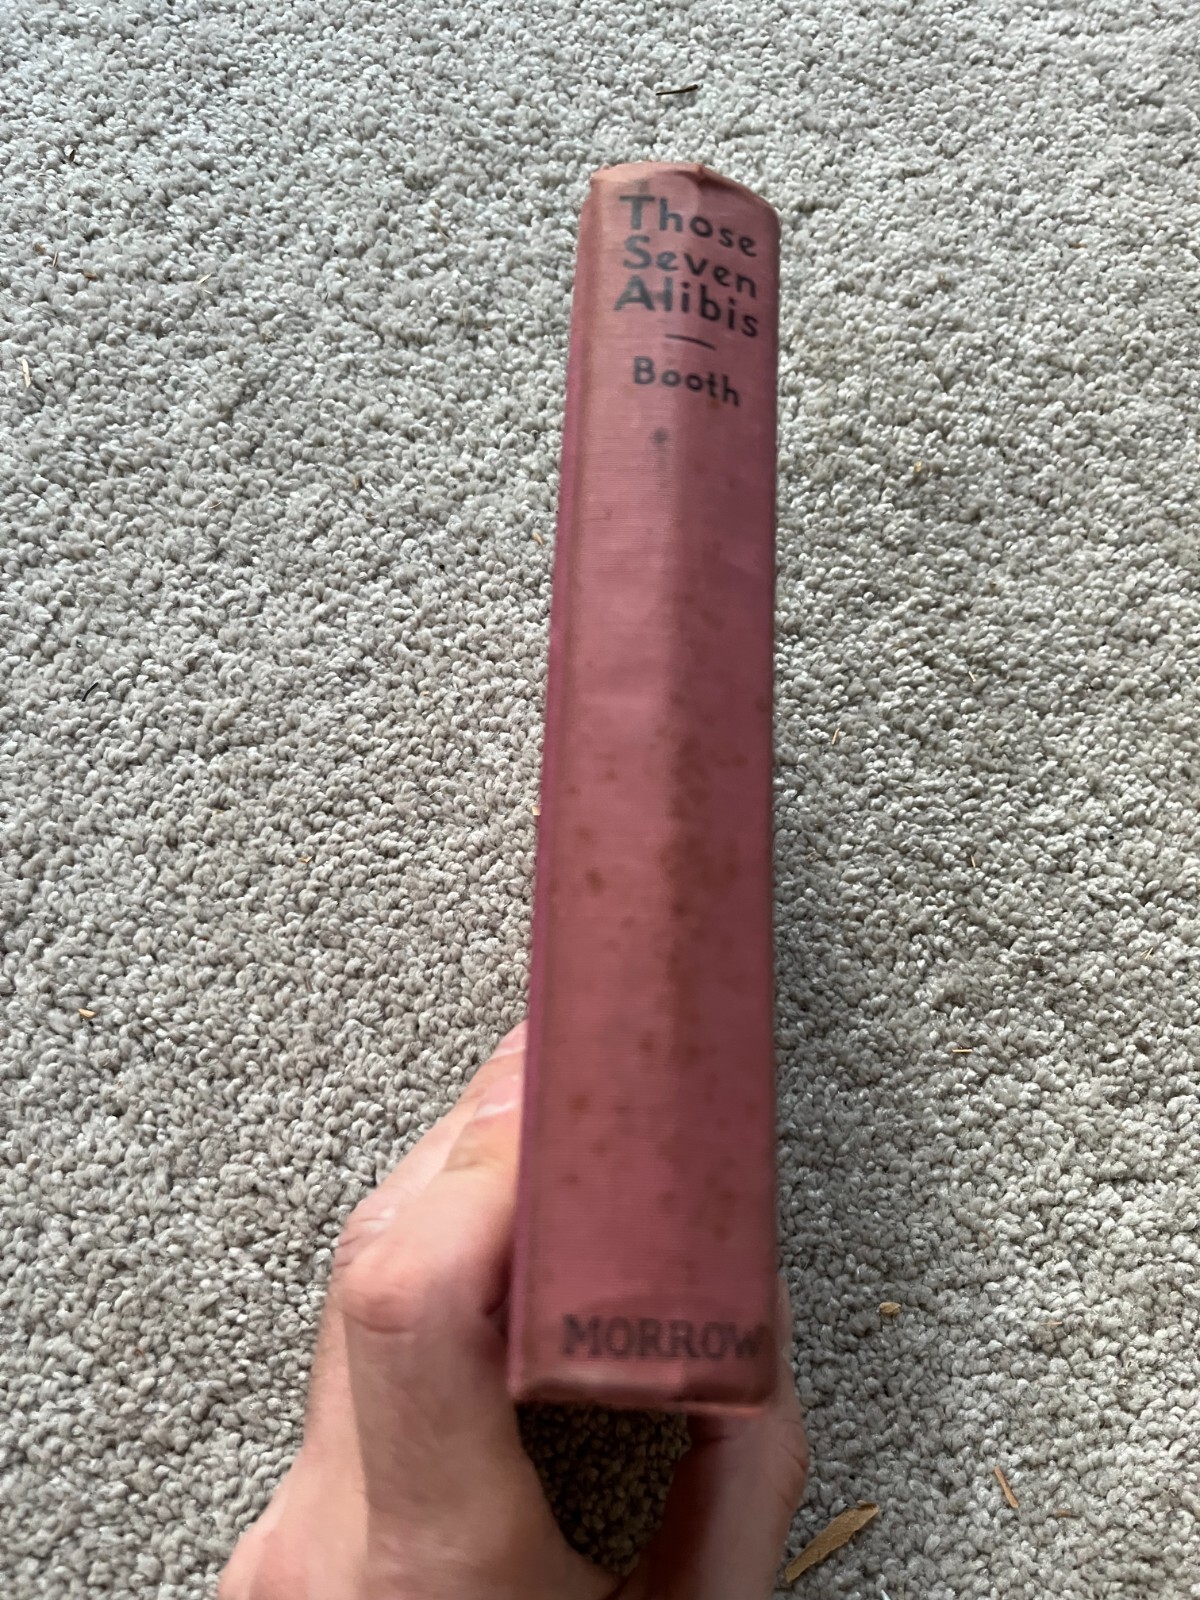 Those
Seven
Alibis
Booth
MORROW